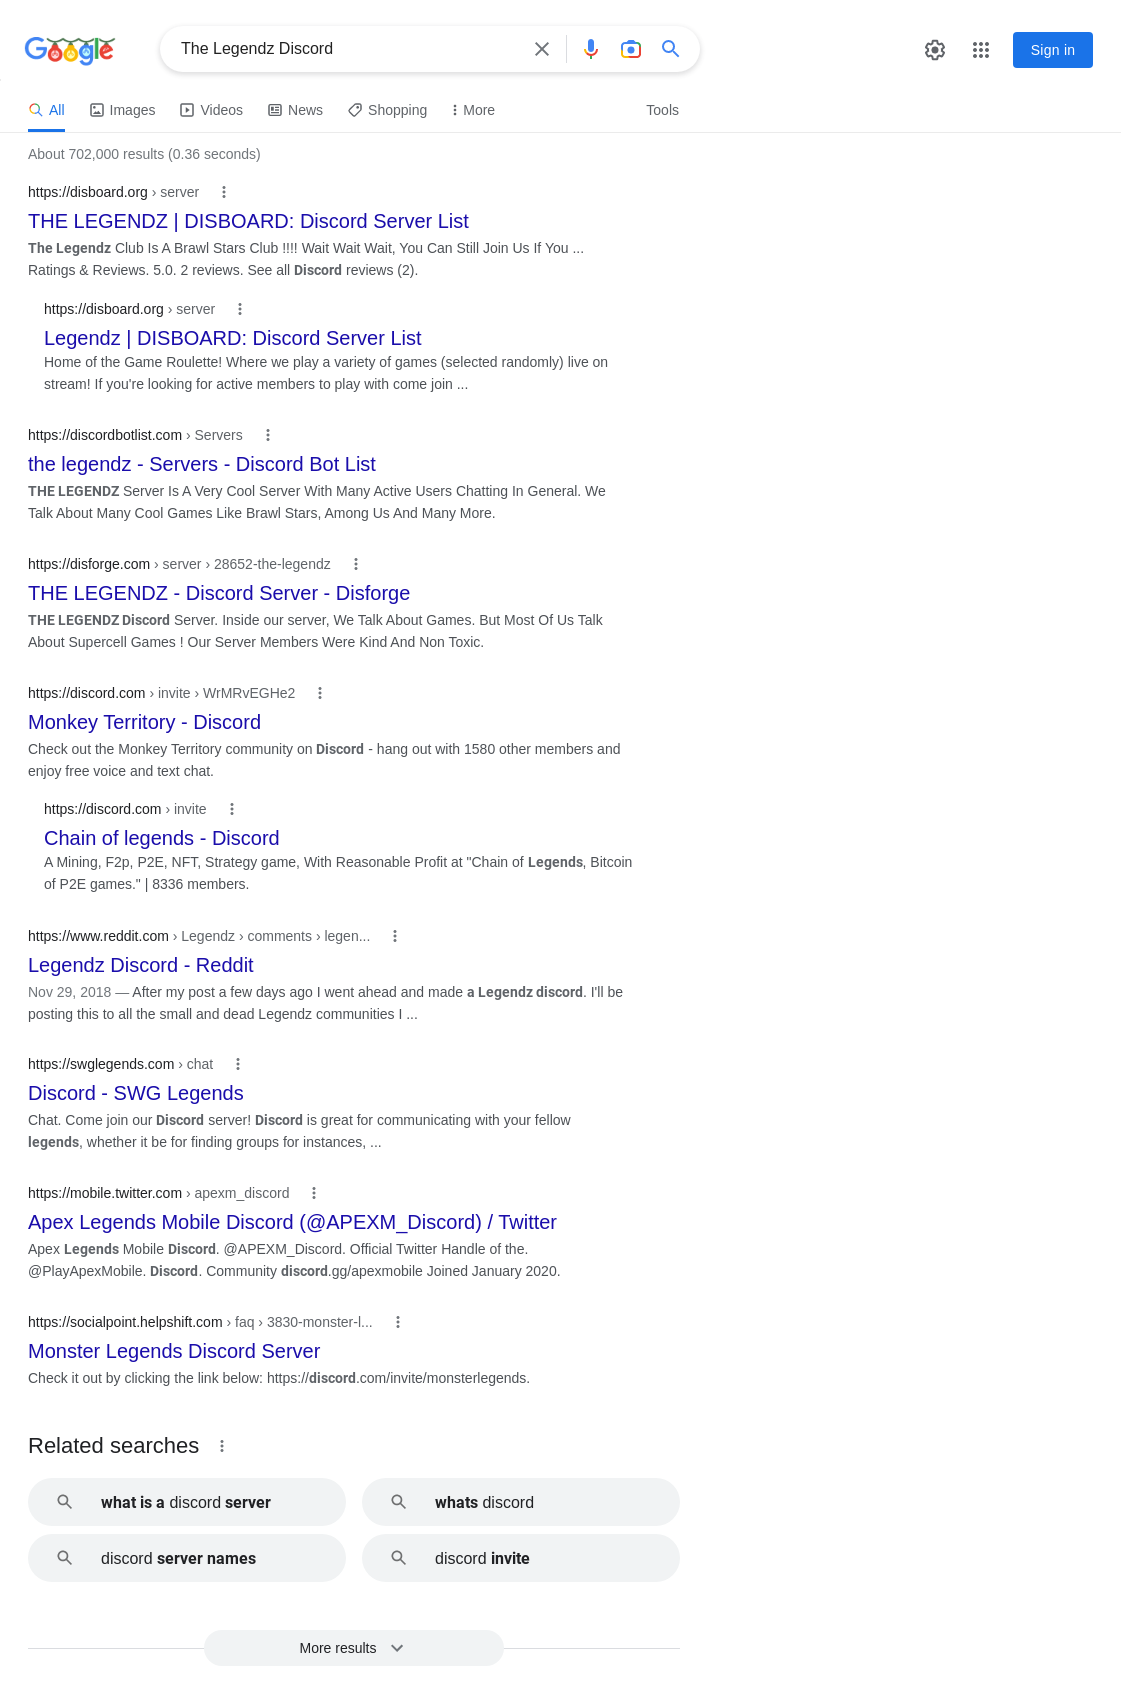 Google
The Legendz Discord
Sign in
All Images Videos News Shopping More Tools
About 702,000 results (0.36 seconds)
https://disboard.org › server
THE LEGENDZ | DISBOARD: Discord Server List
The Legendz Club Is A Brawl Stars Club !!!! Wait Wait Wait, You Can Still Join Us If You ...
Ratings & Reviews. 5.0. 2 reviews. See all Discord reviews (2).
https://disboard.org › server
Legendz | DISBOARD: Discord Server List
Home of the Game Roulette! Where we play a variety of games (selected randomly) live on
stream! If you're looking for active members to play with come join ...
https://discordbotlist.com › Servers
the legendz - Servers - Discord Bot List
THE LEGENDZ Server Is A Very Cool Server With Many Active Users Chatting In General. We
Talk About Many Cool Games Like Brawl Stars, Among Us And Many More.
https://disforge.com › server › 28652-the-legendz
THE LEGENDZ - Discord Server - Disforge
THE LEGENDZ Discord Server. Inside our server, We Talk About Games. But Most Of Us Talk
About Supercell Games ! Our Server Members Were Kind And Non Toxic.
https://discord.com › invite › WrMRvEGHe2
Monkey Territory - Discord
Check out the Monkey Territory community on Discord - hang out with 1580 other members and
enjoy free voice and text chat.
https://discord.com › invite
Chain of legends - Discord
A Mining, F2p, P2E, NFT, Strategy game, With Reasonable Profit at "Chain of Legends, Bitcoin
of P2E games." | 8336 members.
https://www.reddit.com › Legendz › comments › legen...
Legendz Discord - Reddit
Nov 29, 2018 — After my post a few days ago I went ahead and made a Legendz discord. I'll be
posting this to all the small and dead Legendz communities I ...
https://swglegends.com › chat
Discord - SWG Legends
Chat. Come join our Discord server! Discord is great for communicating with your fellow
legends, whether it be for finding groups for instances, ...
https://mobile.twitter.com › apexm_discord
Apex Legends Mobile Discord (@APEXM_Discord) / Twitter
Apex Legends Mobile Discord. @APEXM_Discord. Official Twitter Handle of the.
@PlayApexMobile. Discord. Community discord.gg/apexmobile Joined January 2020.
https://socialpoint.helpshift.com › faq › 3830-monster-l...
Monster Legends Discord Server
Check it out by clicking the link below: https://discord.com/invite/monsterlegends.
Related searches
what is a discord server
whats discord
discord server names
discord invite
More results